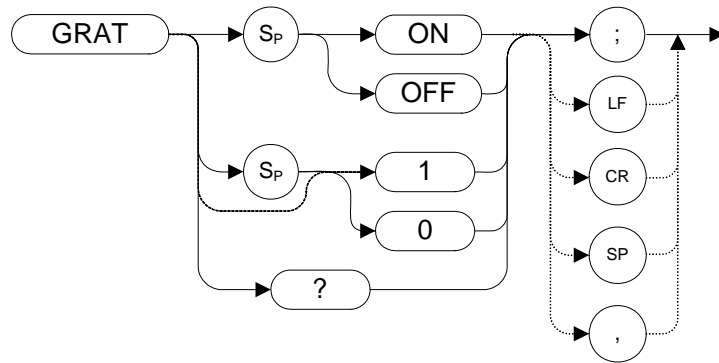 GRAT SP ON ;
OFF LF
SP 1 CR
0 SP
? ,